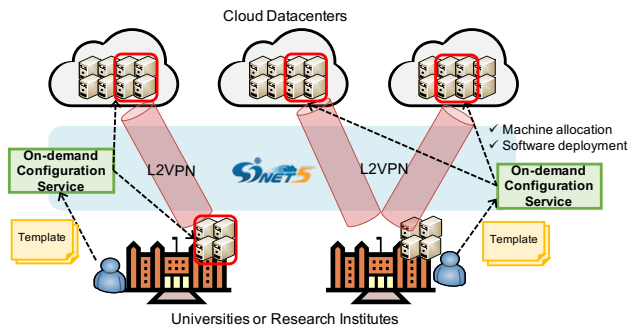 Cloud Datacenters
✓ Machine allocation
✓ Software deployment
On-demand
Configuration
Service
L2VPN
SINET5
L2VPN
On-demand
Configuration
Service
Template
Template
Universities or Research Institutes